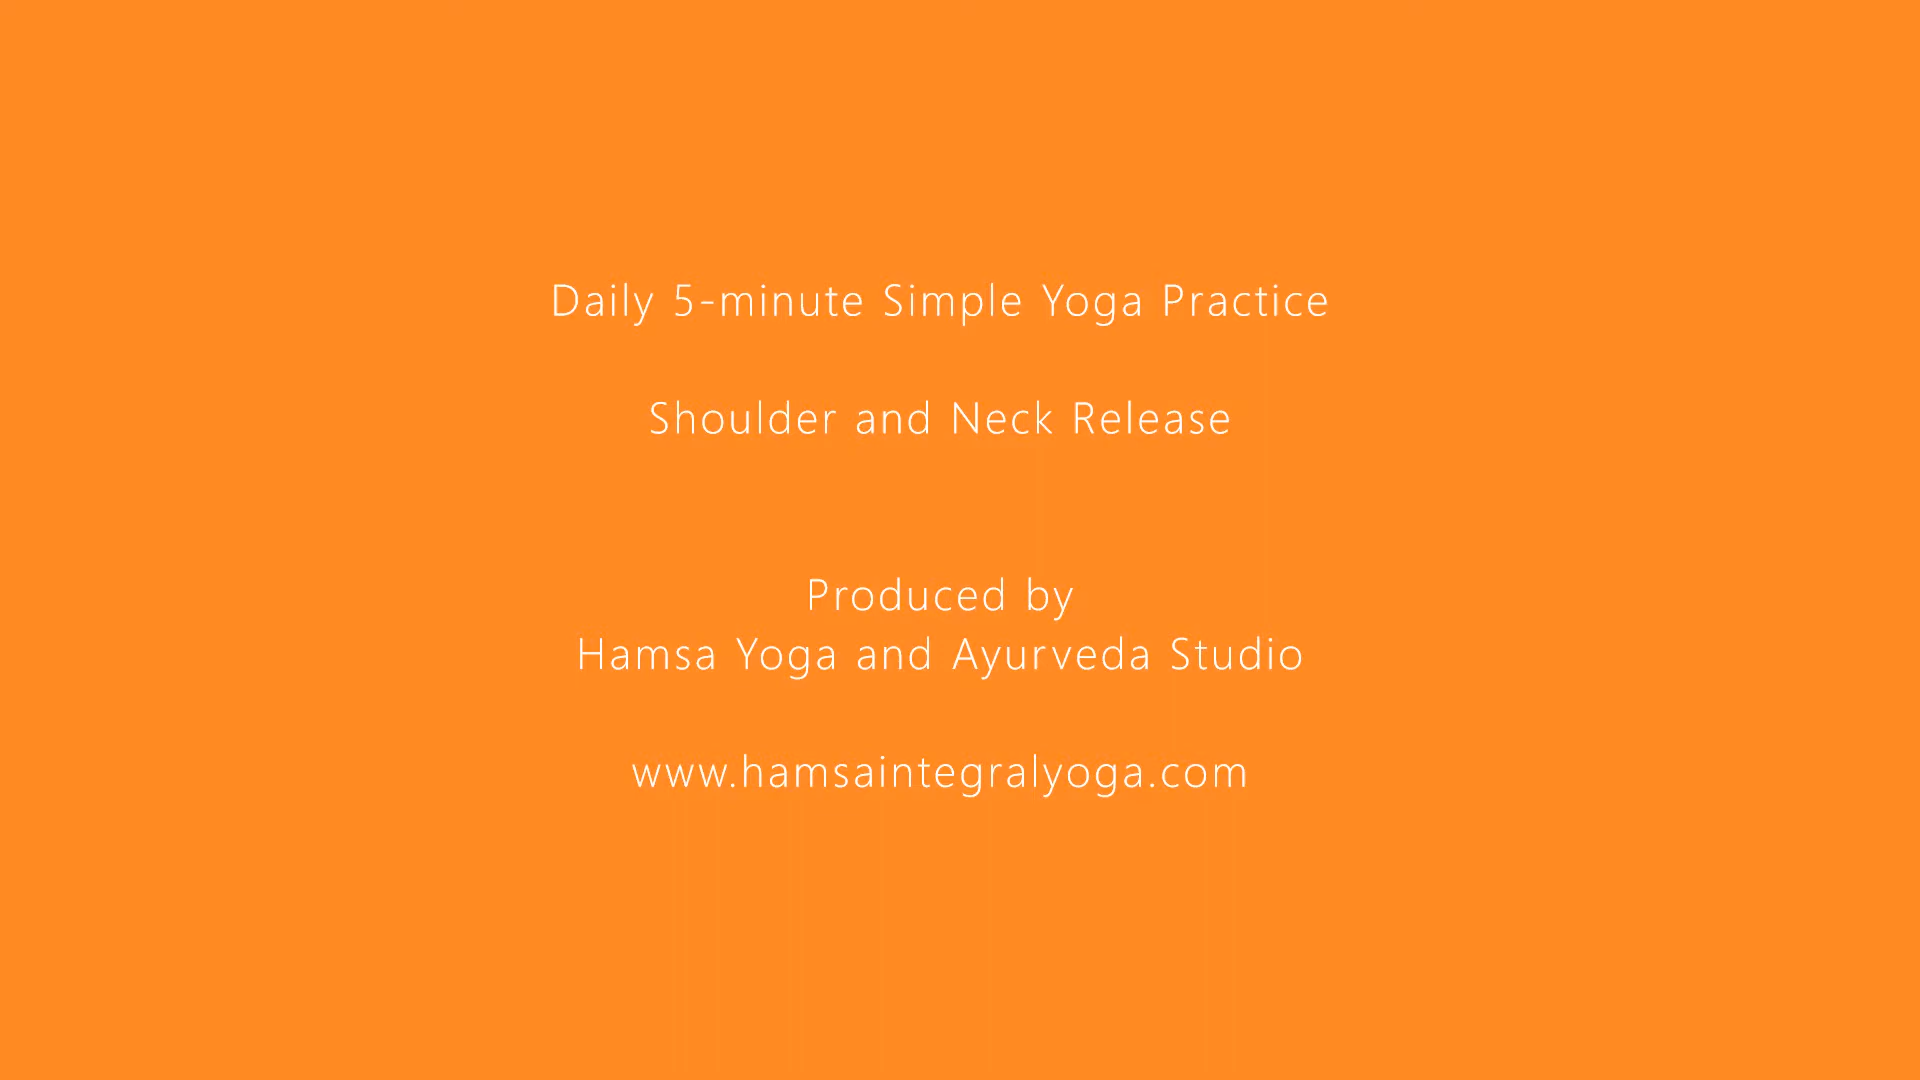 Daily 5-minute Simple Yoga Practice
Shoulder and Neck Release
Produced by
Hamsa Yoga and Ayurveda Studio
www.hamsaintegralyoga.com